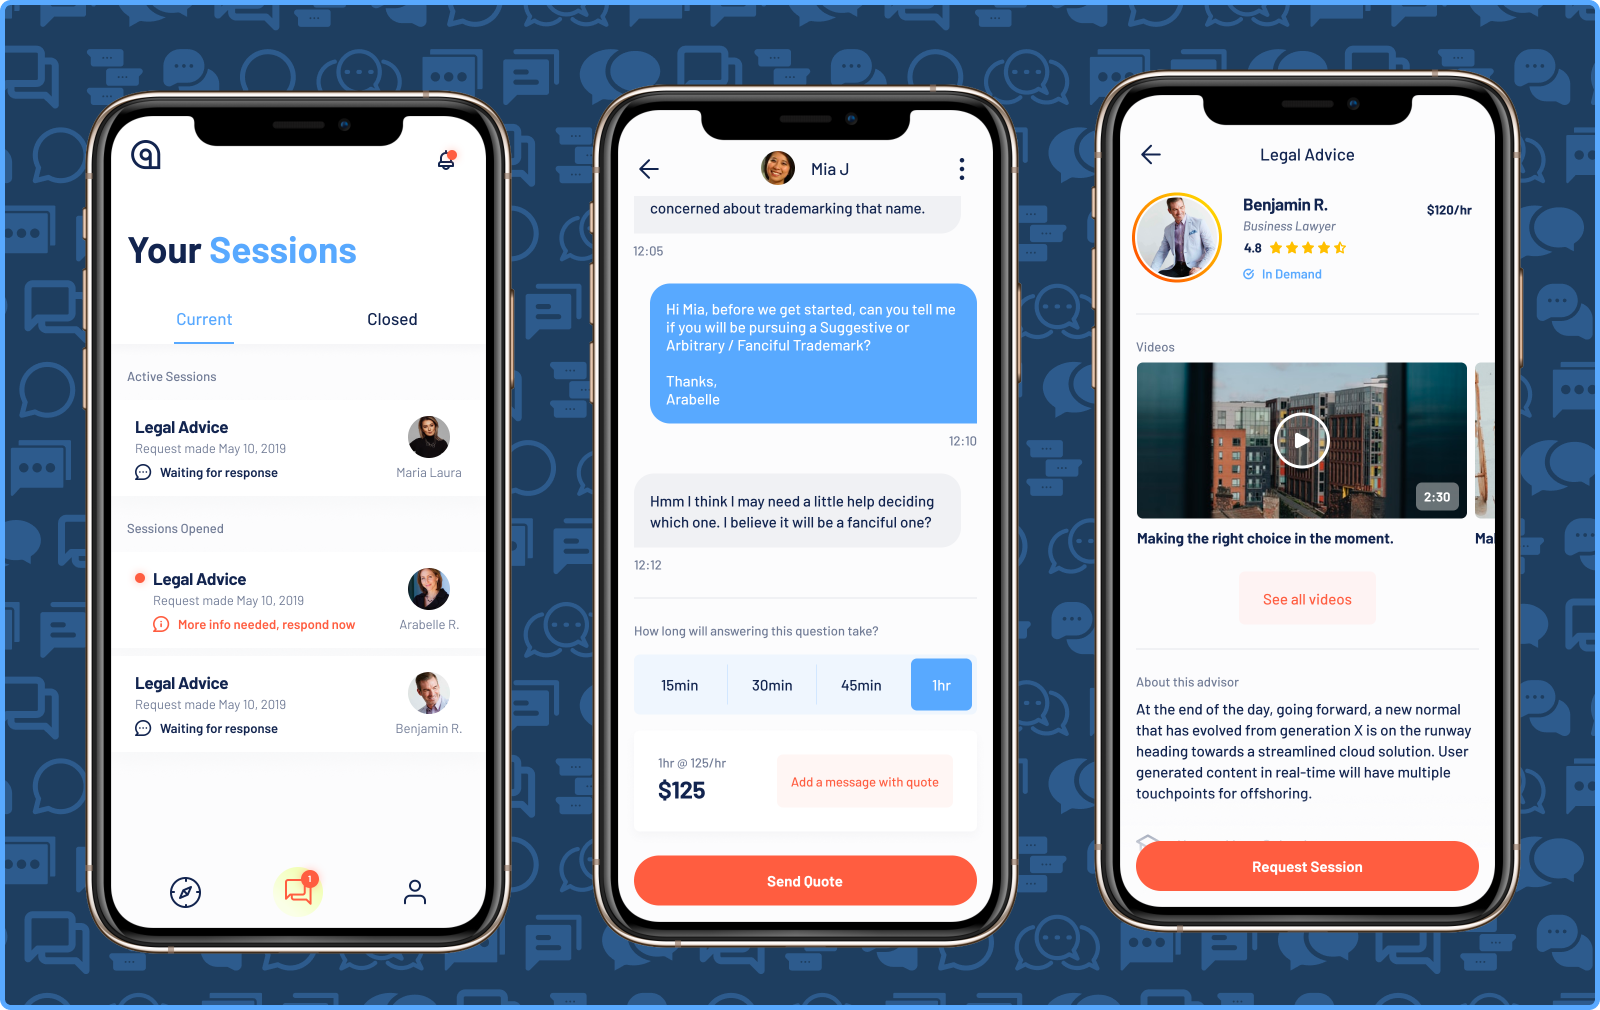 Your Sessions
Current
Closed
Active Sessions
Legal Advice
Request made May 10, 2019
Waiting for response
Maria Laura
Sessions Opened
Legal Advice
Request made May 10, 2019
More info needed, respond now
Arabelle R.
Legal Advice
Request made May 10, 2019
Waiting for response
Benjamin R.
1
Mia J
concerned about trademarking that name.
12:05
Hi Mia, before we get started, can you tell me
if you will be pursuing a Suggestive or
Arbitrary / Fanciful Trademark?
Thanks,
Arabelle
12:10
Hmm I think I may need a little help deciding
which one. I believe it will be a fanciful one?
12:12
How long will answering this question take?
15min
30min
45min
1hr
1hr @ 125/hr
$125
Add a message with quote
Send Quote
Legal Advice
Benjamin R.
$120/hr
Business Lawyer
4.8
In Demand
Videos
2:30
Making the right choice in the moment.
Mal
See all videos
About this advisor
At the end of the day, going forward, a new normal
that has evolved from generation X is on the runway
heading towards a streamlined cloud solution. User
generated content in real-time will have multiple
touchpoints for offshoring.
Request Session